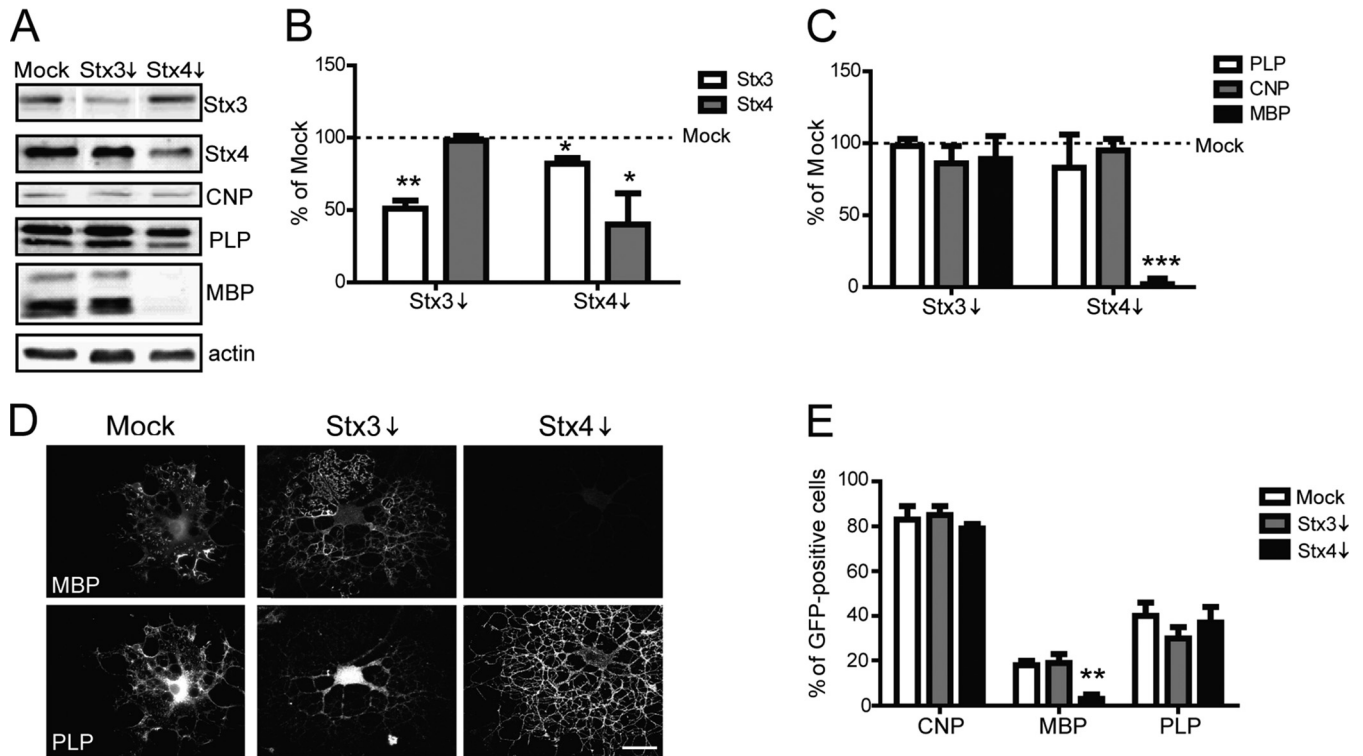 A
Mock Stx3↓ Stx4↓
Stx3
Stx4
CNP
PLP
MBP
actin
B
% of Mock
150
100
50
0
**
*
*
Mock
Stx3↓
Stx4↓
Stx3
Stx4
C
% of Mock
150
100
50
0
***
Mock
Stx3↓
Stx4↓
PLP
CNP
MBP
D
Mock Stx3↓ Stx4↓
MBP
PLP
E
% of GFP-positive cells
100
80
60
40
20
0
**
CNP
MBP
PLP
Mock
Stx3↓
Stx4↓